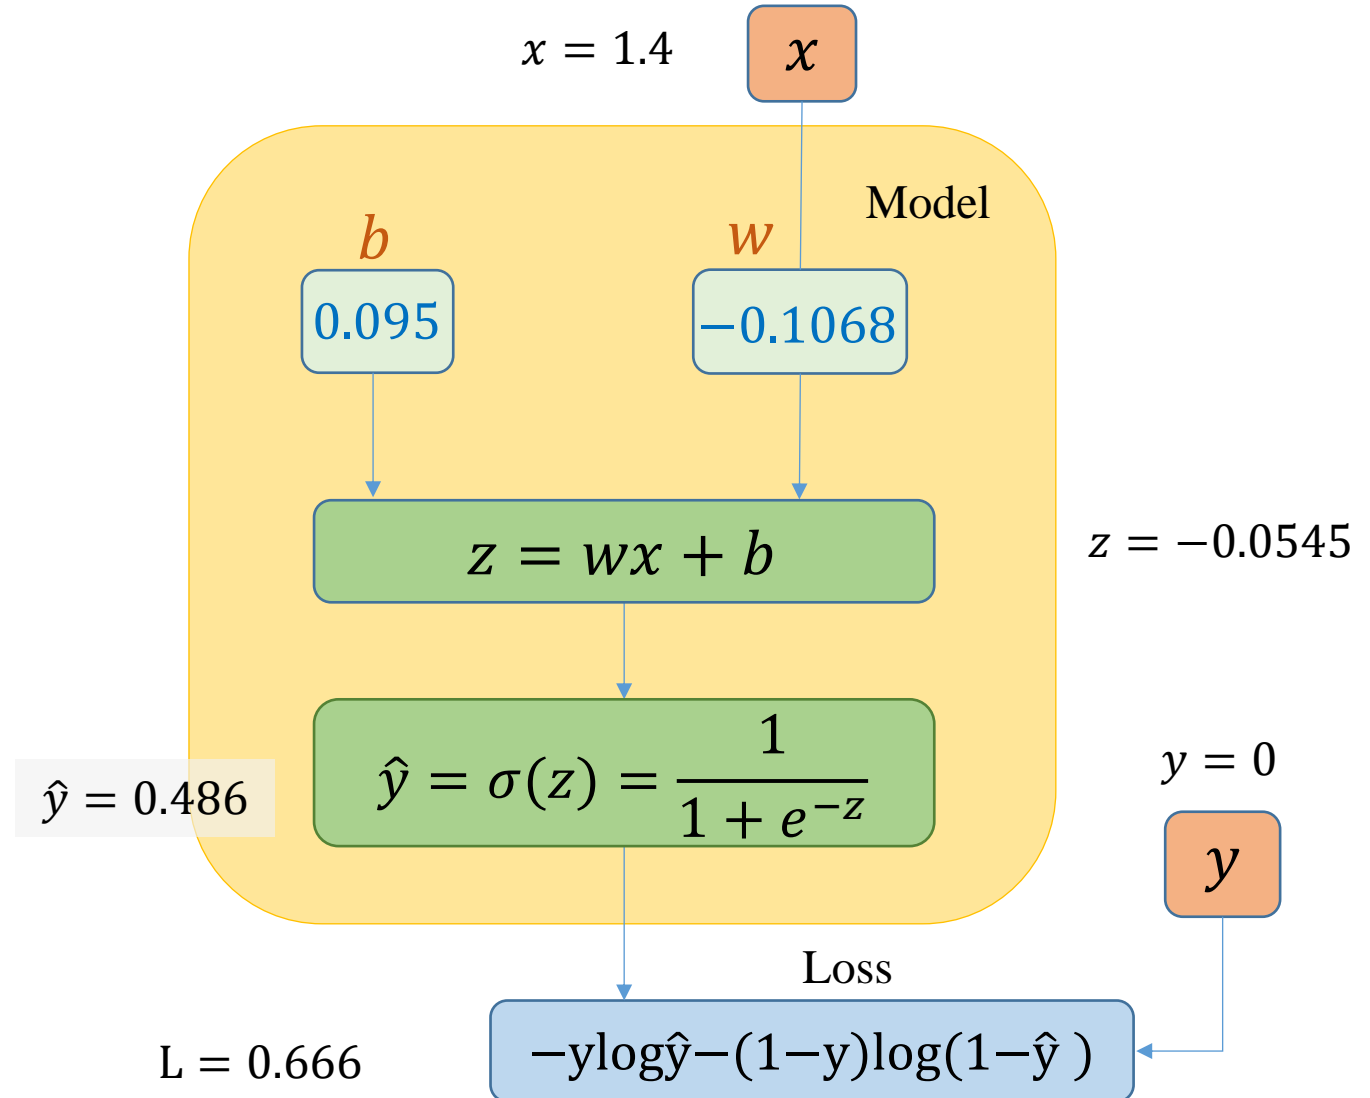 x = 1.4
x
Model
b
w
0.095
−0.1068
z = wx + b
z = −0.0545
ŷ = σ(z) = 1 / (1 + e^{−z})
ŷ = 0.486
y = 0
y
Loss
−ylogŷ−(1−y)log(1−ŷ )
L = 0.666